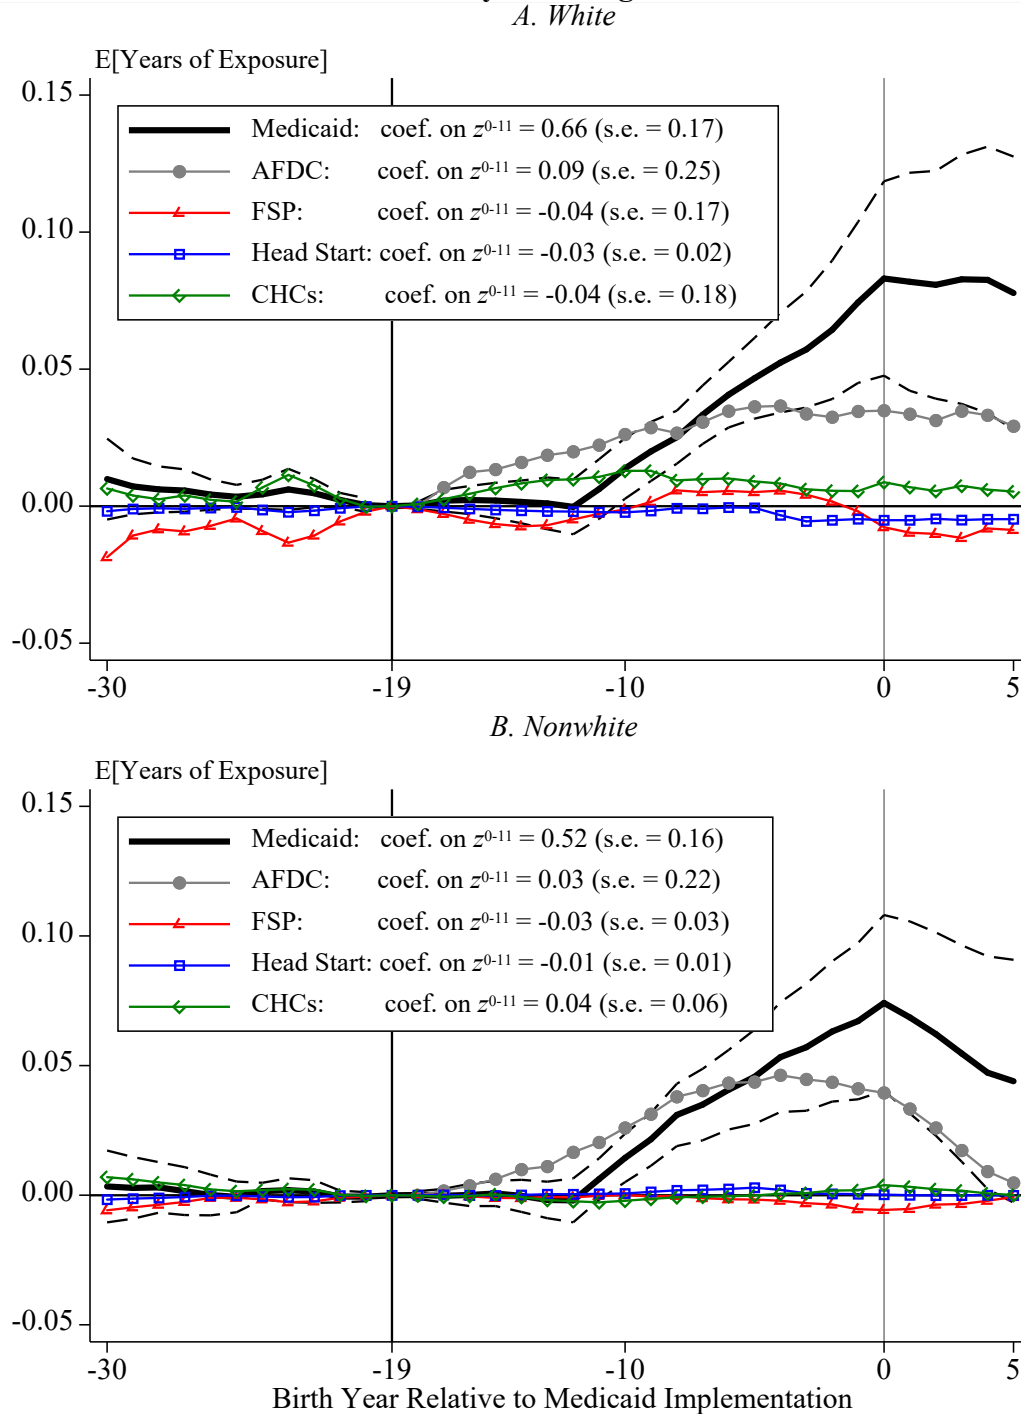 A. White
E[Years of Exposure]
0.15
0.10
0.05
0.00
-0.05
Medicaid: coef. on z0-11 = 0.66 (s.e. = 0.17)
AFDC: coef. on z0-11 = 0.09 (s.e. = 0.25)
FSP: coef. on z0-11 = -0.04 (s.e. = 0.17)
Head Start: coef. on z0-11 = -0.03 (s.e. = 0.02)
CHCs: coef. on z0-11 = -0.04 (s.e. = 0.18)
-30 -19 -10 0 5
B. Nonwhite
E[Years of Exposure]
0.15
0.10
0.05
0.00
-0.05
Medicaid: coef. on z0-11 = 0.52 (s.e. = 0.16)
AFDC: coef. on z0-11 = 0.03 (s.e. = 0.22)
FSP: coef. on z0-11 = -0.03 (s.e. = 0.03)
Head Start: coef. on z0-11 = -0.01 (s.e. = 0.01)
CHCs: coef. on z0-11 = 0.04 (s.e. = 0.06)
-30 -19 -10 0 5
Birth Year Relative to Medicaid Implementation